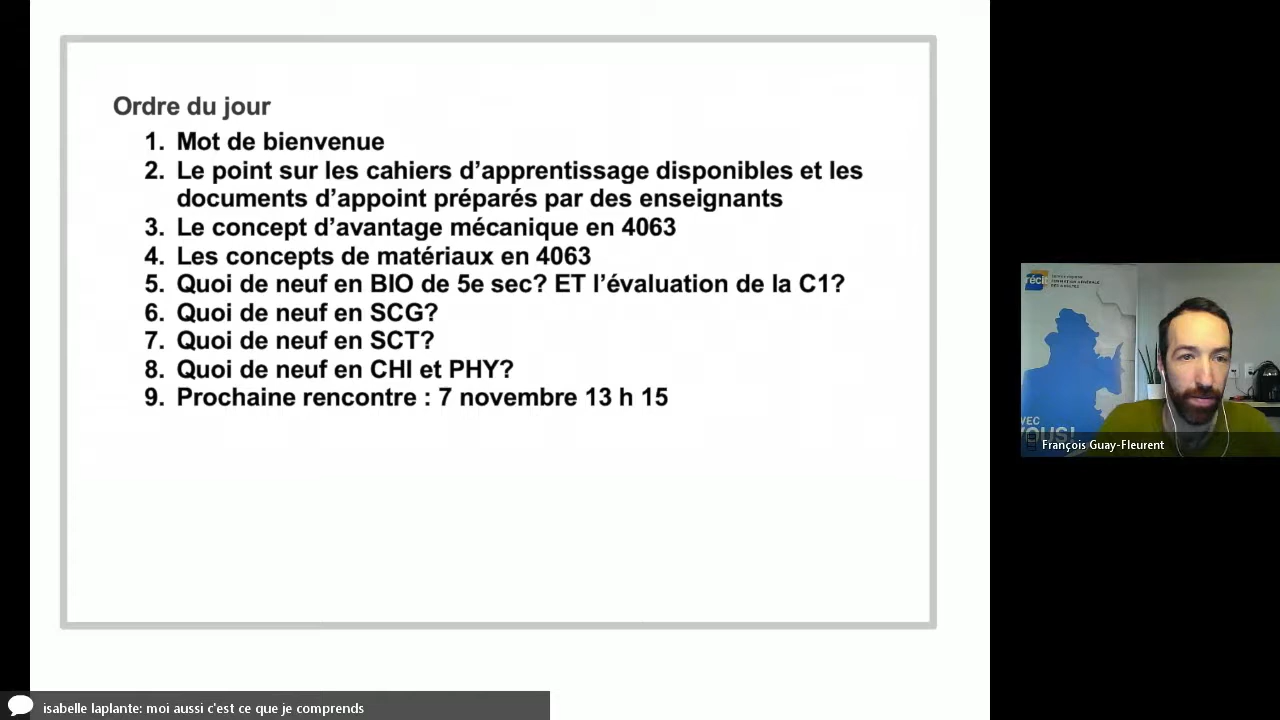 Ordre du jour
1. Mot de bienvenue
2. Le point sur les cahiers d'apprentissage disponibles et les
documents d'appoint préparés par des enseignants
3. Le concept d'avantage mécanique en 4063
4. Les concepts de matériaux en 4063
5. Quoi de neuf en BIO de 5e sec? ET l'évaluation de la C1?
6. Quoi de neuf en SCG?
7. Quoi de neuf en SCT?
8. Quoi de neuf en CHI et PHY?
9. Prochaine rencontre : 7 novembre 13 h 15
VOUS!
François Guay-Fleurent
isabelle laplante: moi aussi c'est ce que je comprends